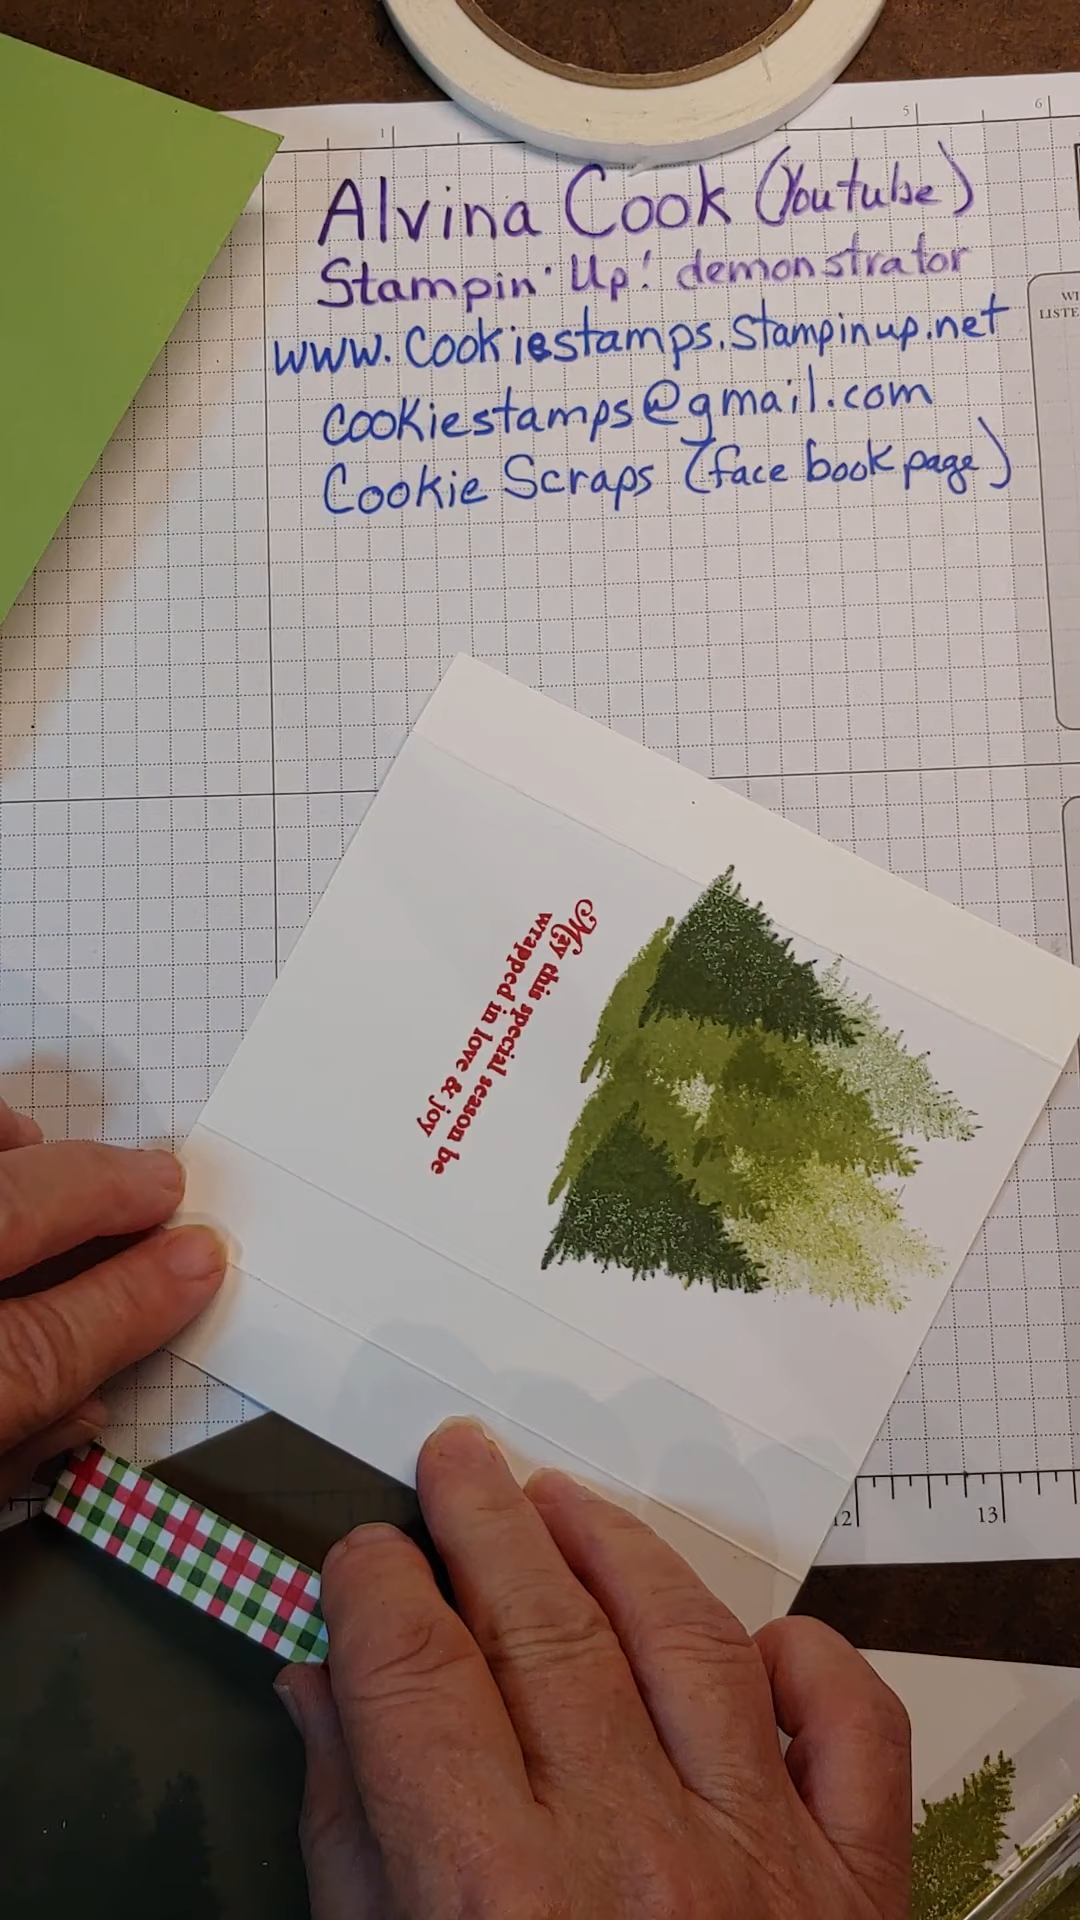 1
5
6
Alvina Cook (Youtube)
Stampin' Up! demonstrator
www.cookiestamps.stampinup.net
cookiestamps@gmail.com
Cookie Scraps (face book page)
May this special season be
wrapped in love & joy
12
13